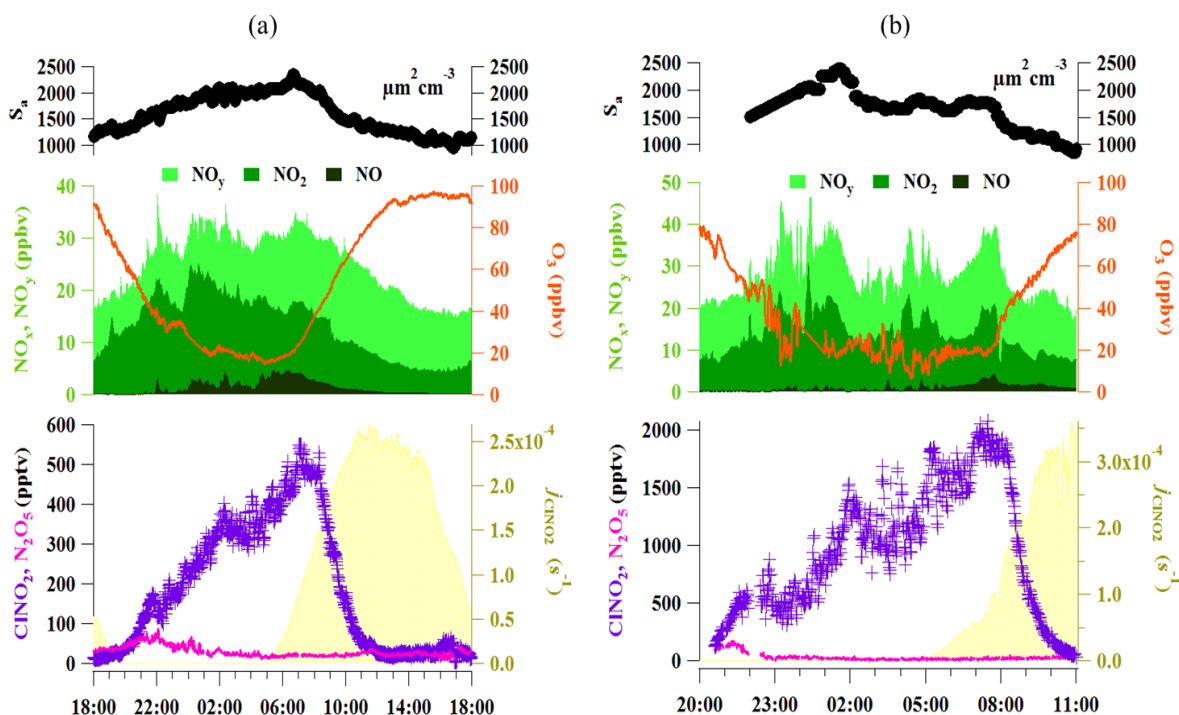 (a)
(b)
2500
2000
1500
1000
Sa
µm² cm⁻³
2500
2000
1500
1000
2500
2000
1500
1000
Sa
µm² cm⁻³
2500
2000
1500
1000
NOy NO₂ NO
40
30
20
10
0
NOx, NOy (ppbv)
100
80
60
40
20
0
O₃ (ppbv)
NOy NO₂ NO
50
40
30
20
10
0
NOx, NOy (ppbv)
100
80
60
40
20
0
O₃ (ppbv)
600
500
400
300
200
100
0
ClNO₂, N₂O₅ (pptv)
2.5x10⁻⁴
2.0
1.5
1.0
0.5
0.0
jClNO2 (s⁻¹)
18:00 22:00 02:00 06:00 10:00 14:00 18:00
2000
1500
1000
500
0
ClNO₂, N₂O₅ (pptv)
3.0x10⁻⁴
2.0
1.0
0.0
jClNO2 (s⁻¹)
20:00 23:00 02:00 05:00 08:00 11:00